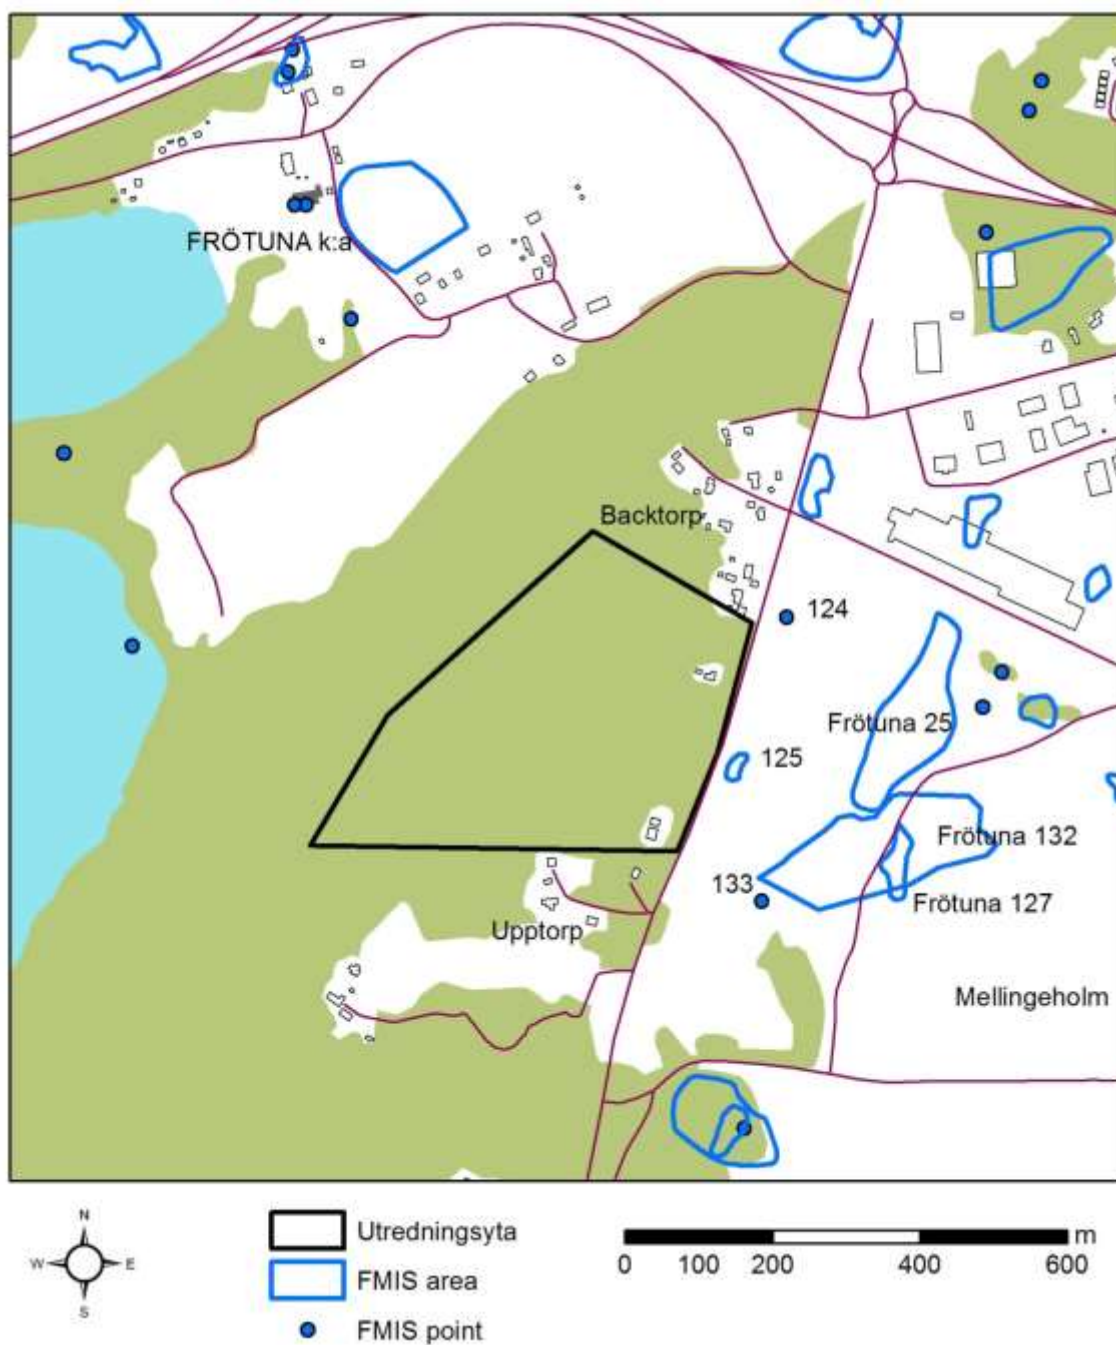 FRÖTUNA k:a
Backtorp
124
Frötuna 25
125
Frötuna 132
133
Frötuna 127
Upptorp
Mellingeholm
N
W E
S
Utredningsyta
FMIS area
FMIS point
m
0 100 200 400 600